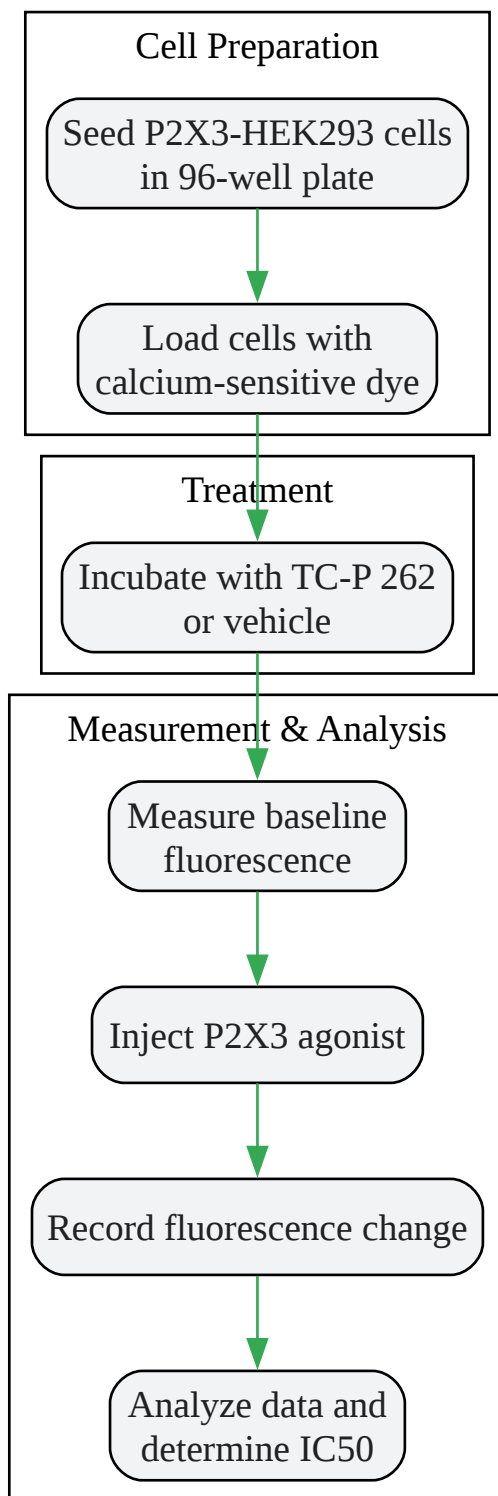 Cell Preparation
Seed P2X3-HEK293 cells
in 96-well plate
Load cells with
calcium-sensitive dye
Treatment
Incubate with TC-P 262
or vehicle
Measurement & Analysis
Measure baseline
fluorescence
Inject P2X3 agonist
Record fluorescence change
Analyze data and
determine IC50